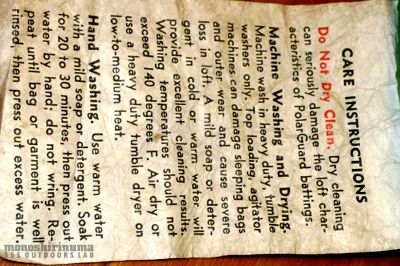 CARE INSTRUCTIONS
Do Not Dry Clean. Dry cleaning
can seriously damage the loft char-
acteristics of PolarGuard battings.
Machine Washing and Drying.
Machine wash in heavy duty, tumble
washers only. Top loading, agitator
machines can damage sleeping bags
and outer wear and cause severe
loss in loft. A mild soap or deter-
gent in cold or warm water will
provide excellent cleaning results.
Washing temperatures should not
exceed 140 degrees F. Air dry or
use a heavy duty tumble dryer on
low-to-medium heat.
Hand Washing. Use warm water
with a mild soap or detergent. Soak
for 20 to 30 minutes, then press out
water by hand; do not wring. Re-
peat until bag or garment is well
rinsed, then press out excess water.
monoshirinuma
SSS OUTDOORS LAB